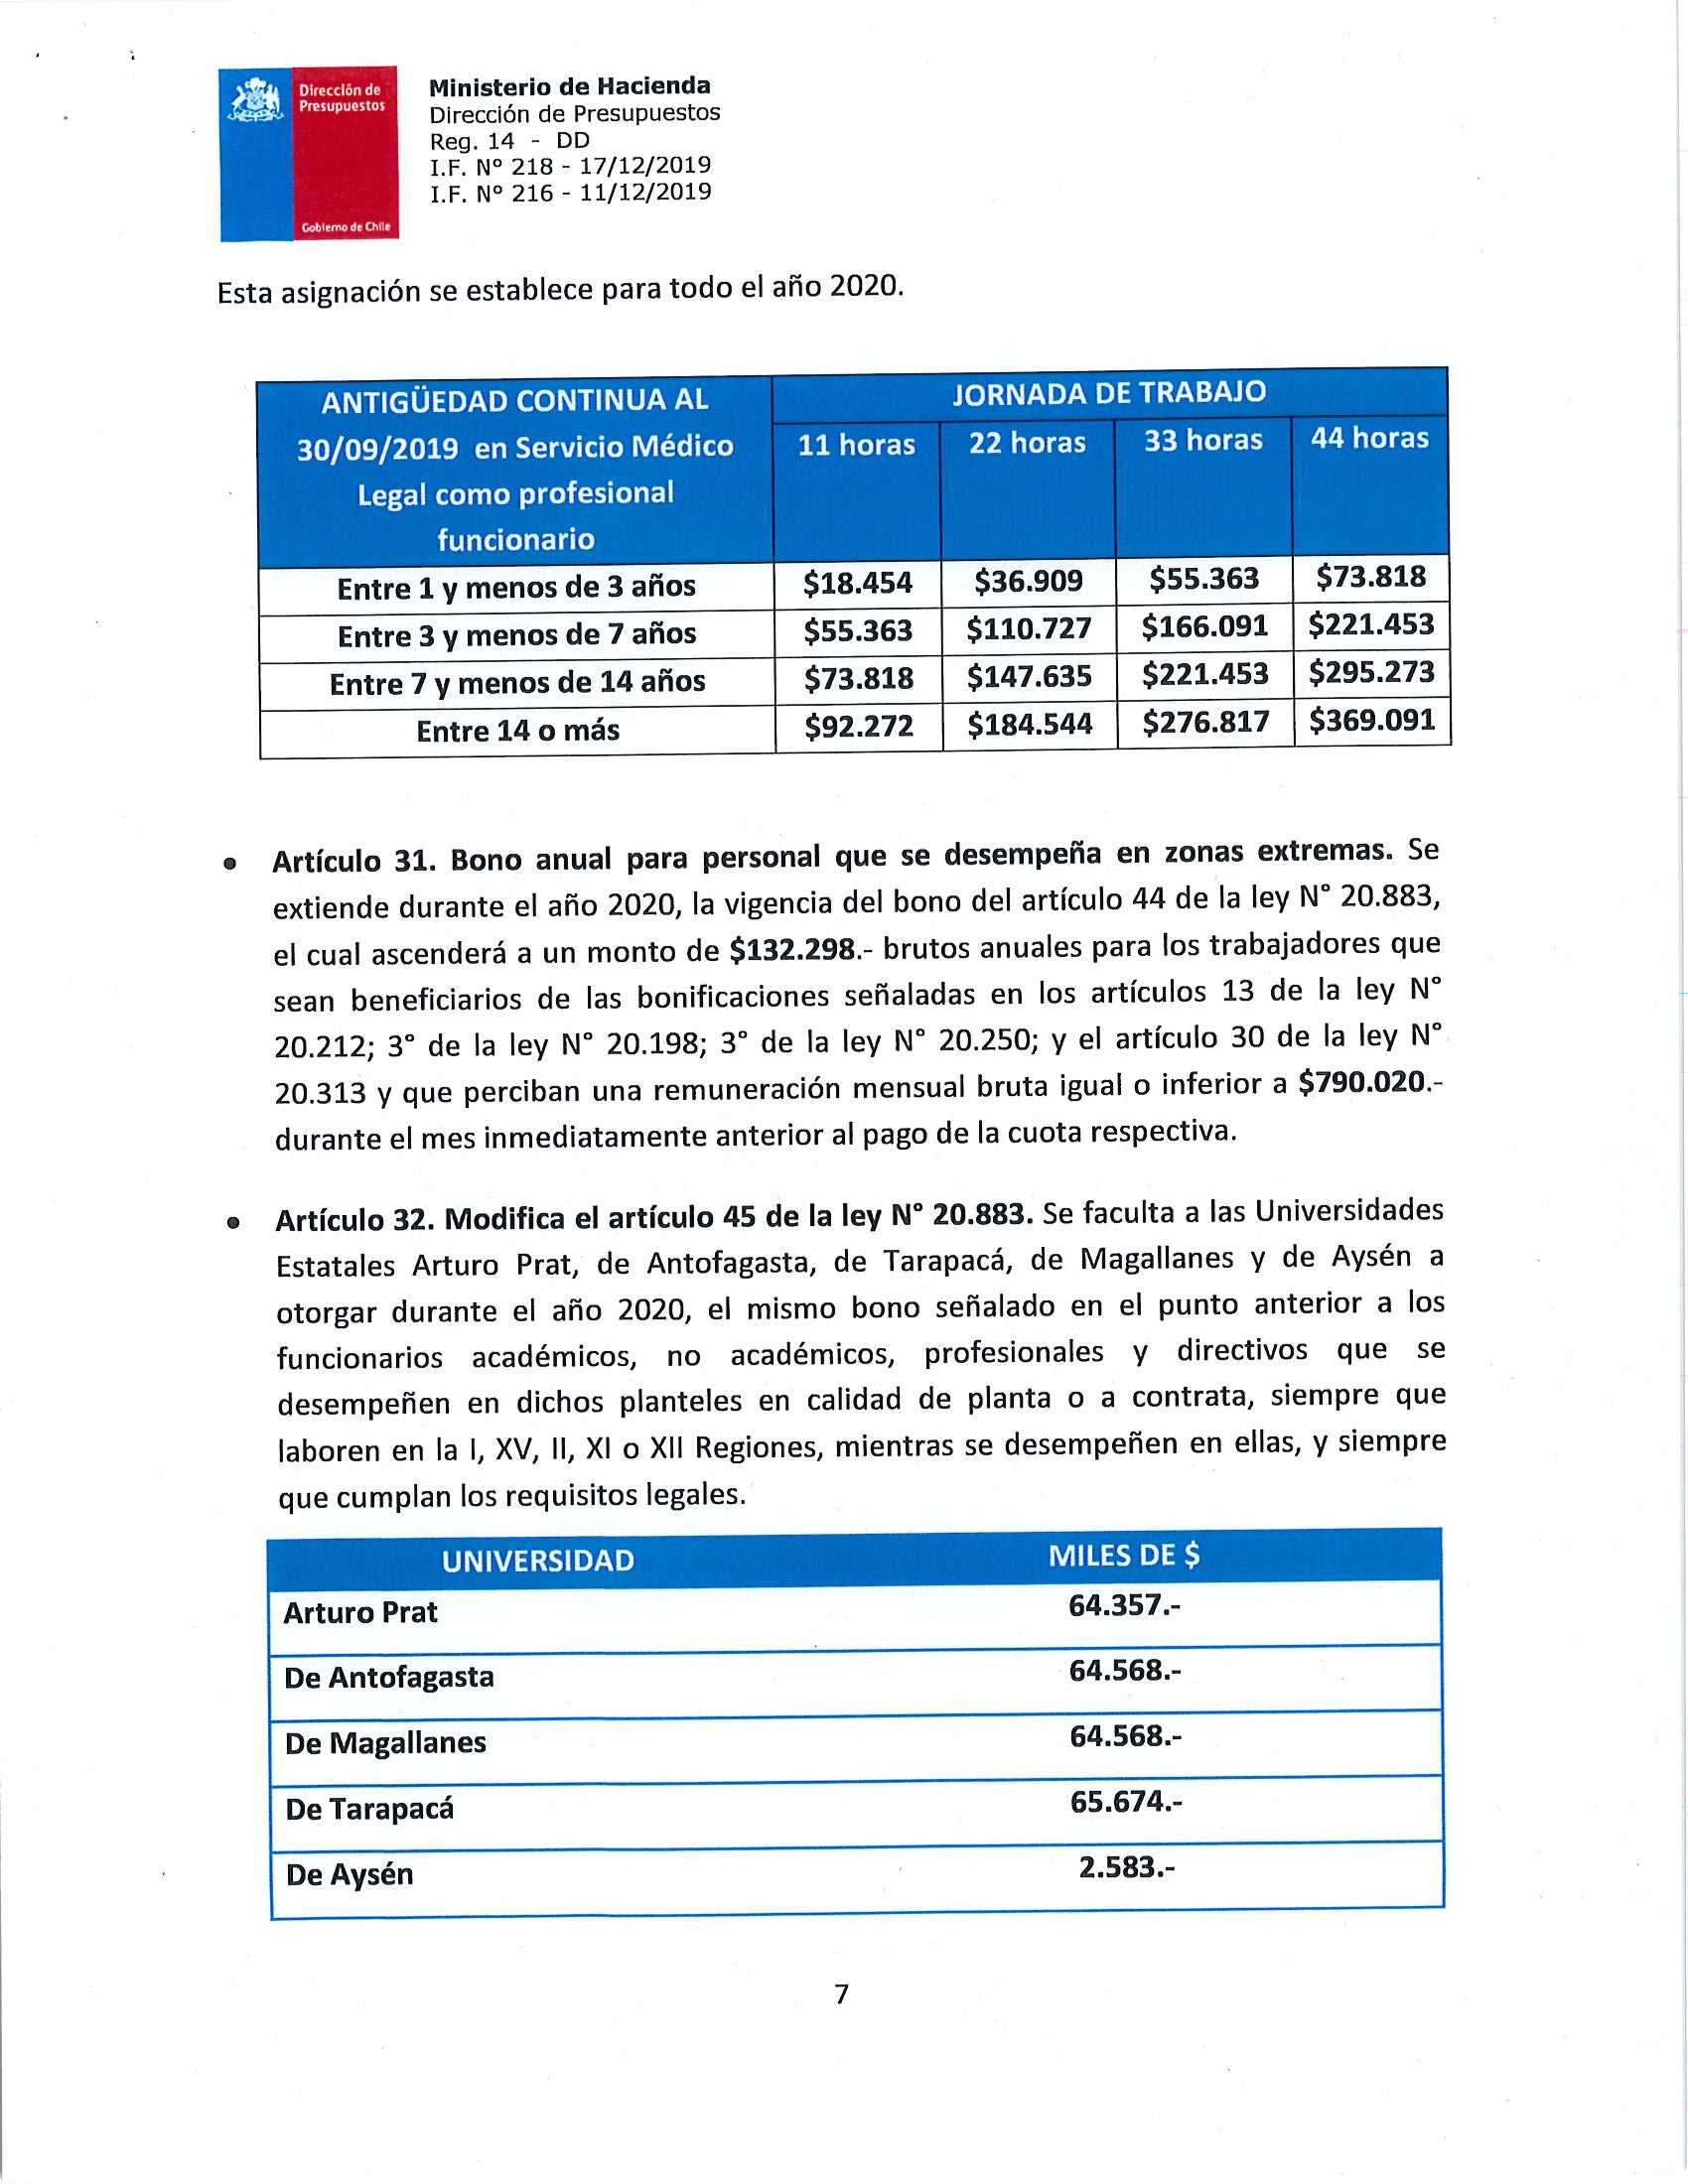 Dirección de
Presupuestos
Gobierno de Chile
Ministerio de Hacienda
Dirección de Presupuestos
Reg. 14 - DD
I.F. Nº 218 - 17/12/2019
I.F. Nº 216 - 11/12/2019
Esta asignación se establece para todo el año 2020.
ANTIGÜEDAD CONTINUA AL
30/09/2019 en Servicio Médico
Legal como profesional
funcionario
JORNADA DE TRABAJO
11 horas 22 horas 33 horas 44 horas
Entre 1 y menos de 3 años $18.454 $36.909 $55.363 $73.818
Entre 3 y menos de 7 años $55.363 $110.727 $166.091 $221.453
Entre 7 y menos de 14 años $73.818 $147.635 $221.453 $295.273
Entre 14 o más $92.272 $184.544 $276.817 $369.091
• Artículo 31. Bono anual para personal que se desempeña en zonas extremas. Se
extiende durante el año 2020, la vigencia del bono del artículo 44 de la ley N° 20.883,
el cual ascenderá a un monto de $132.298.- brutos anuales para los trabajadores que
sean beneficiarios de las bonificaciones señaladas en los artículos 13 de la ley N°
20.212; 3° de la ley N° 20.198; 3° de la ley N° 20.250; y el artículo 30 de la ley N°
20.313 y que perciban una remuneración mensual bruta igual o inferior a $790.020.-
durante el mes inmediatamente anterior al pago de la cuota respectiva.
• Artículo 32. Modifica el artículo 45 de la ley N° 20.883. Se faculta a las Universidades
Estatales Arturo Prat, de Antofagasta, de Tarapacá, de Magallanes y de Aysén a
otorgar durante el año 2020, el mismo bono señalado en el punto anterior a los
funcionarios académicos, no académicos, profesionales y directivos que se
desempeñen en dichos planteles en calidad de planta o a contrata, siempre que
laboren en la I, XV, II, XI o XII Regiones, mientras se desempeñen en ellas, y siempre
que cumplan los requisitos legales.
UNIVERSIDAD MILES DE $
Arturo Prat 64.357.-
De Antofagasta 64.568.-
De Magallanes 64.568.-
De Tarapacá 65.674.-
De Aysén 2.583.-
7